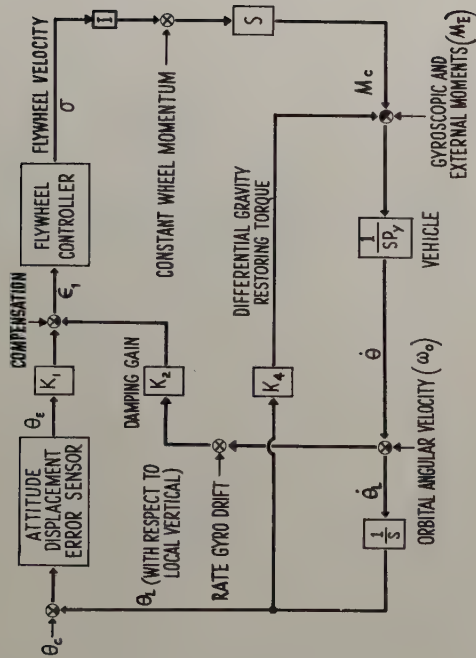 θc
ATTITUDE
DISPLACEMENT
ERROR SENSOR
θε
K1
COMPENSATION
ϵ1
FLYWHEEL
CONTROLLER
FLYWHEEL VELOCITY
σ
I
CONSTANT WHEEL MOMENTUM
S
Mc
θL (WITH RESPECT TO
LOCAL VERTICAL)
RATE GYRO DRIFT
K2
DAMPING GAIN
K4
DIFFERENTIAL GRAVITY
RESTORING TORQUE
GYROSCOPIC AND
EXTERNAL MOMENTS (ME)
1
SPy
VEHICLE
θ̇
ORBITAL ANGULAR VELOCITY (ωo)
θ̇L
1
S